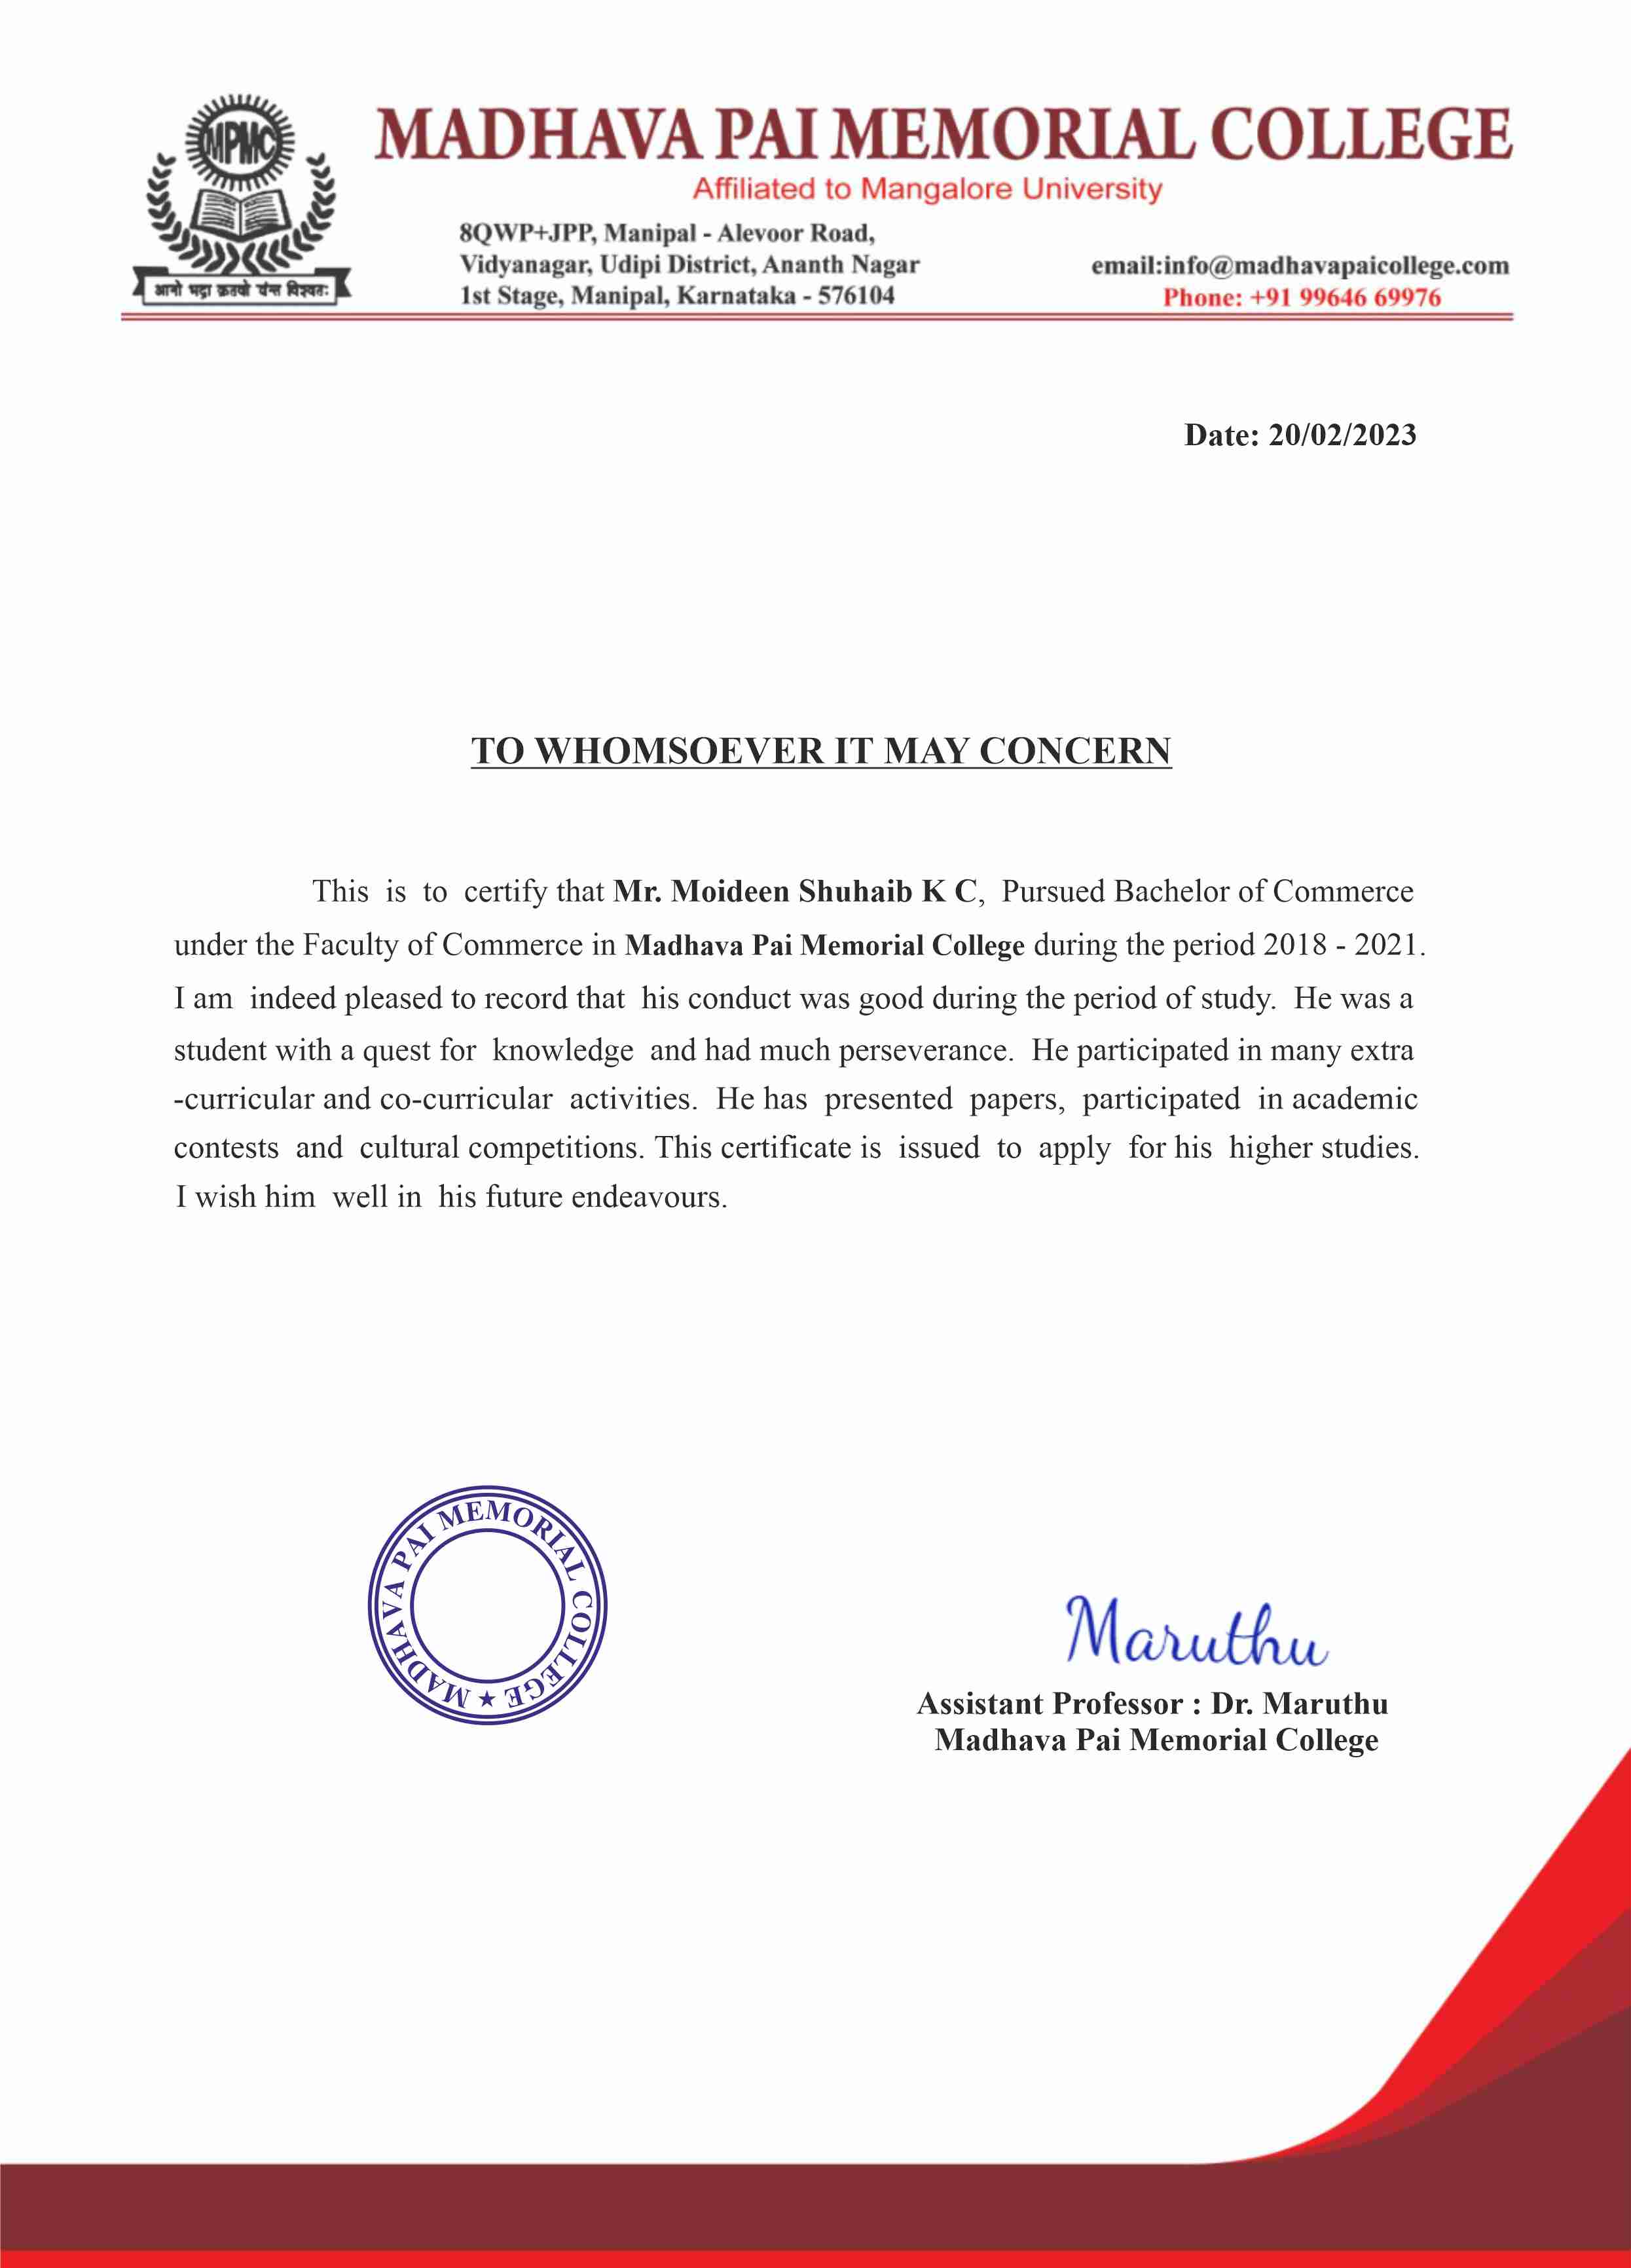 MPMC
MADHAVA PAI MEMORIAL COLLEGE
Affiliated to Mangalore University
8QWP+JPP, Manipal - Alevoor Road,
Vidyanagar, Udipi District, Ananth Nagar
1st Stage, Manipal, Karnataka - 576104
email:info@madhavapaicollege.com
Phone: +91 99646 69976
आनो भद्रा क्रतवो यन्तु विश्वतः
Date: 20/02/2023
TO WHOMSOEVER IT MAY CONCERN
This is to certify that Mr. Moideen Shuhaib K C, Pursued Bachelor of Commerce
under the Faculty of Commerce in Madhava Pai Memorial College during the period 2018 - 2021.
I am indeed pleased to record that his conduct was good during the period of study. He was a
student with a quest for knowledge and had much perseverance. He participated in many extra
-curricular and co-curricular activities. He has presented papers, participated in academic
contests and cultural competitions. This certificate is issued to apply for his higher studies.
I wish him well in his future endeavours.
MADHAVA PAI MEMORIAL COLLEGE ★
Maruthu
Assistant Professor : Dr. Maruthu
Madhava Pai Memorial College